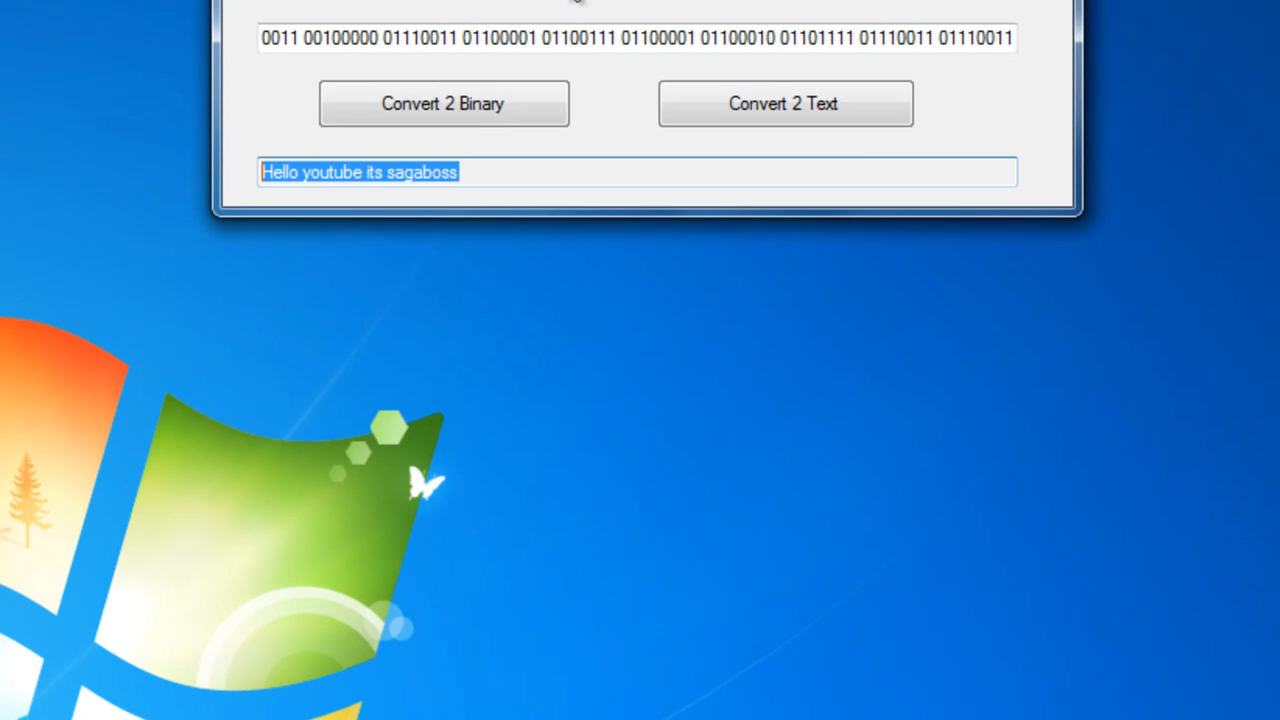 0011 00100000 01110011 01100001 01100111 01100001 01100010 01101111 01110011 01110011
Convert 2 Binary
Convert 2 Text
Hello youtube its sagaboss